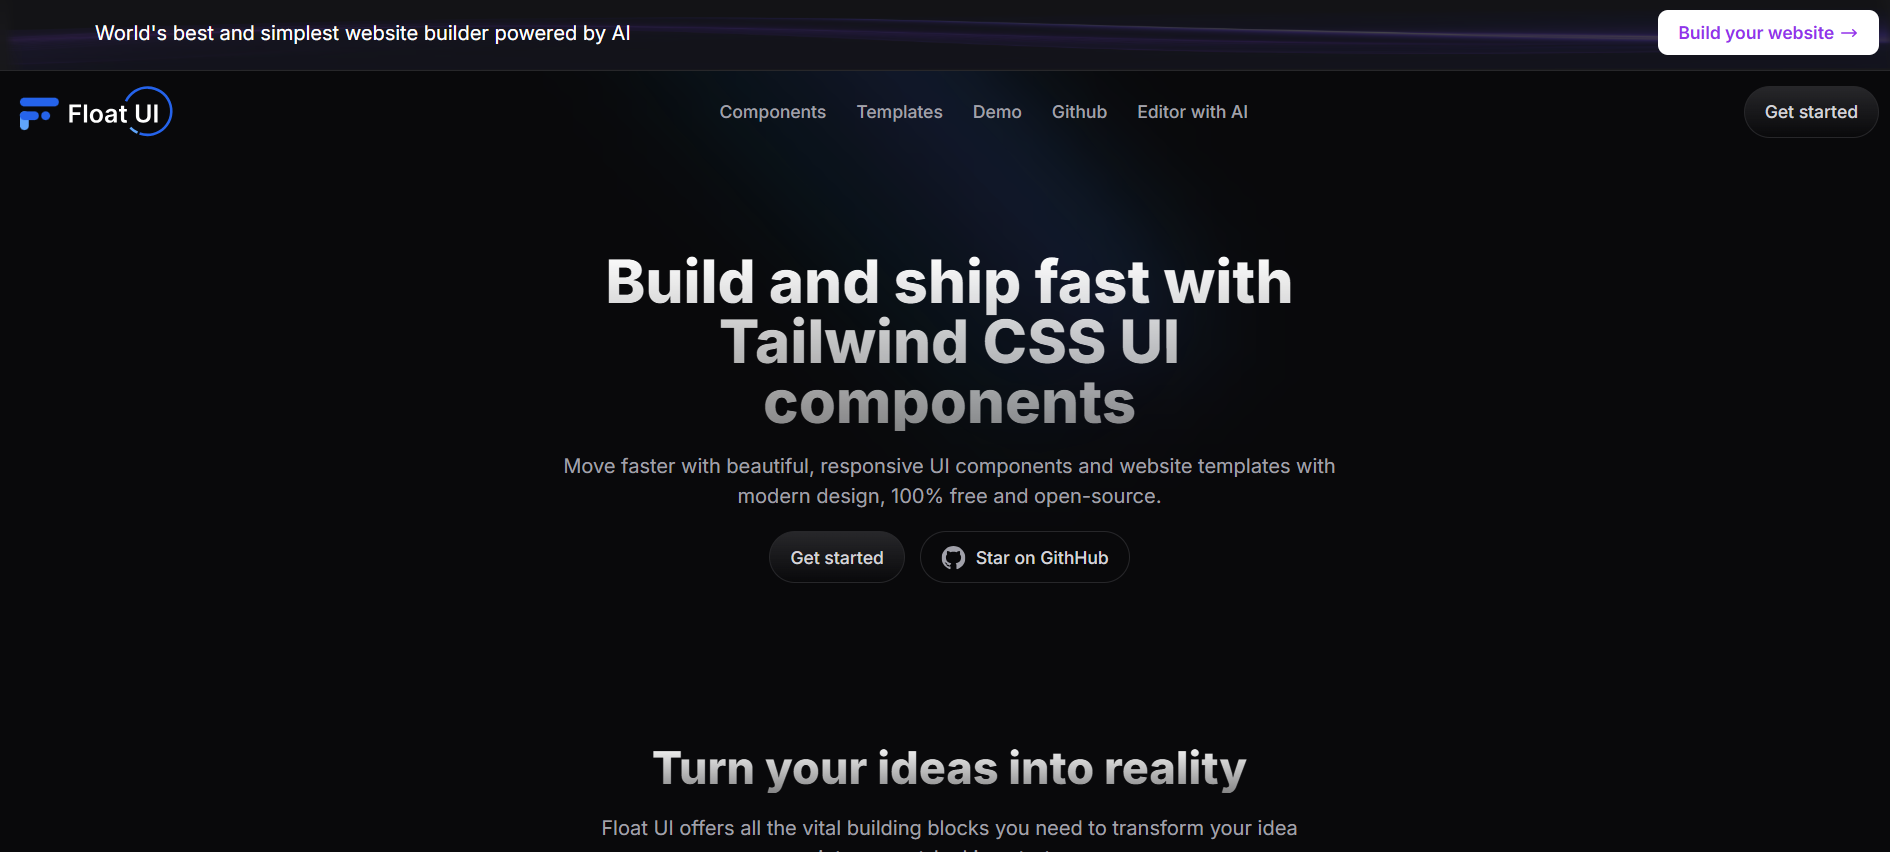 World's best and simplest website builder powered by AI
Build your website →
Float UI
Components
Templates
Demo
Github
Editor with AI
Get started
Build and ship fast with
Tailwind CSS UI
components
Move faster with beautiful, responsive UI components and website templates with
modern design, 100% free and open-source.
Get started
Star on GithHub
Turn your ideas into reality
Float UI offers all the vital building blocks you need to transform your idea